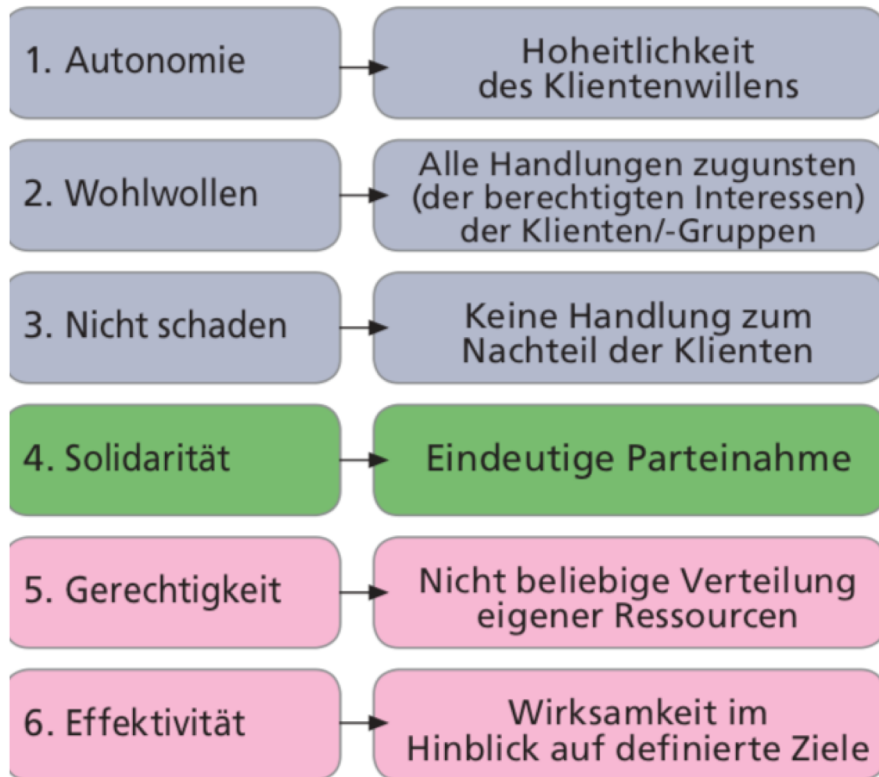 1. Autonomie
Hoheitlichkeit
des Klientenwillens
2. Wohlwollen
Alle Handlungen zugunsten
(der berechtigten Interessen)
der Klienten/-Gruppen
3. Nicht schaden
Keine Handlung zum
Nachteil der Klienten
4. Solidarität
Eindeutige Parteinahme
5. Gerechtigkeit
Nicht beliebige Verteilung
eigener Ressourcen
6. Effektivität
Wirksamkeit im
Hinblick auf definierte Ziele